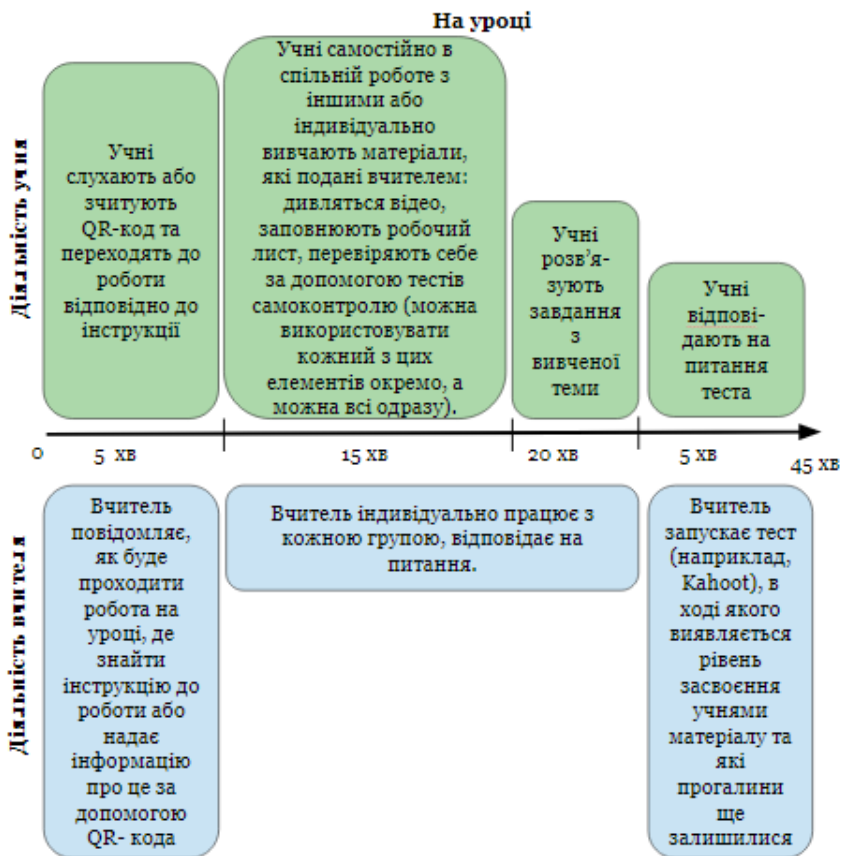 На уроці
Діяльність учня
Учні
слухають або
зчитують
QR-код та
переходять до
роботи
відповідно до
інструкції
Учні самостійно в
спільній роботе з
іншими або
індивідуально
вивчають матеріали,
які подані вчителем:
дивляться відео,
заповнюють робочий
лист, перевіряють себе
за допомогою тестів
самоконтролю (можна
використовувати
кожний з цих
елементів окремо, а
можна всі одразу).
Учні
розв’я-
зують
завдання
з
вивченої
теми
Учні
відпові-
дають на
питання
теста
0 5 хв 15 хв 20 хв 5 хв 45 хв
Діяльність вчителя
Вчитель
повідомляє,
як буде
проходити
робота на
уроці, де
знайти
інструкцію до
роботи або
надає
інформацію
про це за
допомогою
QR- кода
Вчитель індивідуально працює з
кожною групою, відповідає на
питання.
Вчитель
запускає тест
(наприклад,
Kahoot), в
ході якого
виявляється
рівень
засвоєння
учнями
матеріалу та
які
прогалини
ще
залишилися